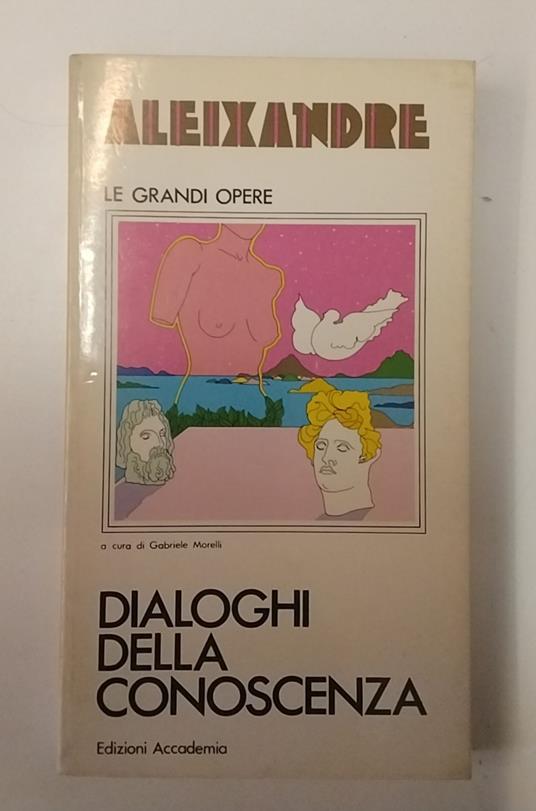 ALEIXANDRE
LE GRANDI OPERE
a cura di Gabriele Morelli
DIALOGHI
DELLA
CONOSCENZA
Edizioni Accademia